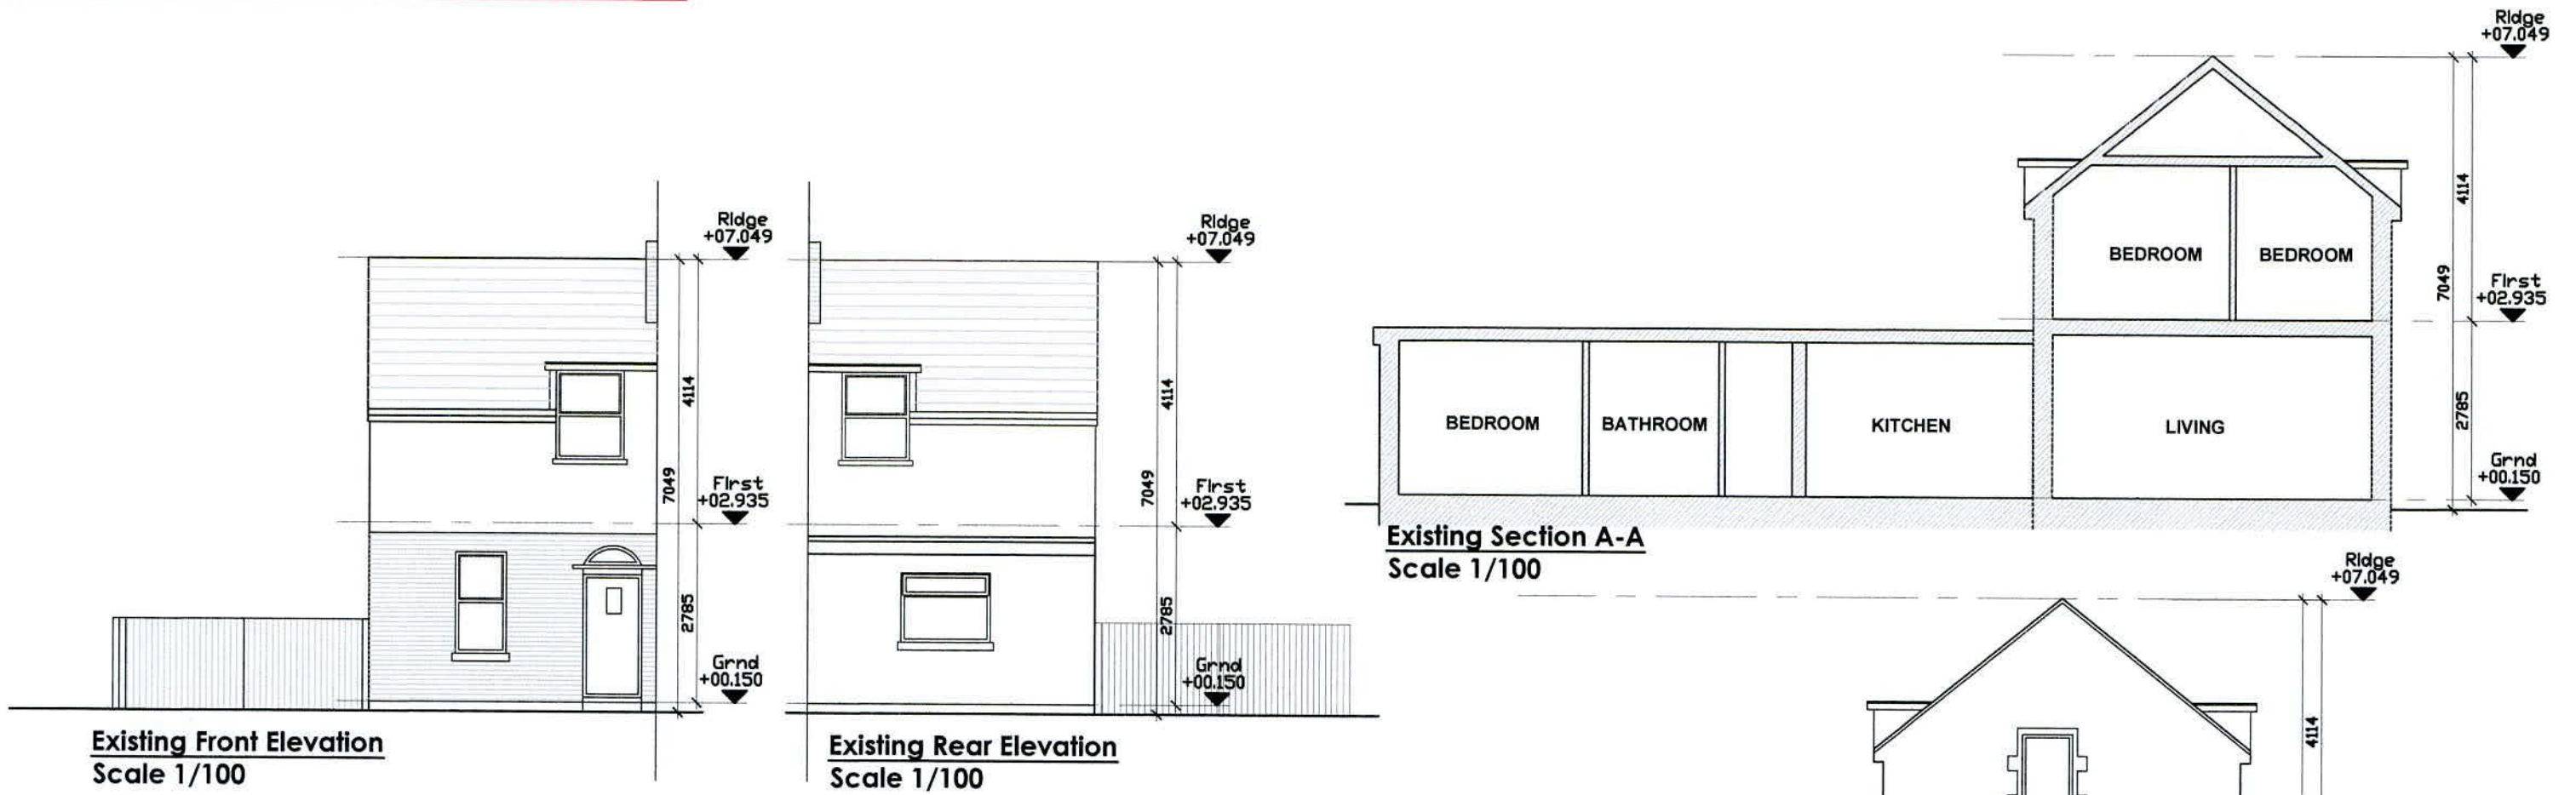 Ridge
+07.049
4114
7049
First
+02.935
2785
Grnd
+00.150
Existing Front Elevation
Scale 1/100
Ridge
+07.049
4114
7049
First
+02.935
2785
Grnd
+00.150
Existing Rear Elevation
Scale 1/100
Ridge
+07.049
4114
BEDROOM
BEDROOM
7049
First
+02.935
BEDROOM
BATHROOM
KITCHEN
LIVING
2785
Grnd
+00.150
Existing Section A-A
Scale 1/100
Ridge
+07.049
4114